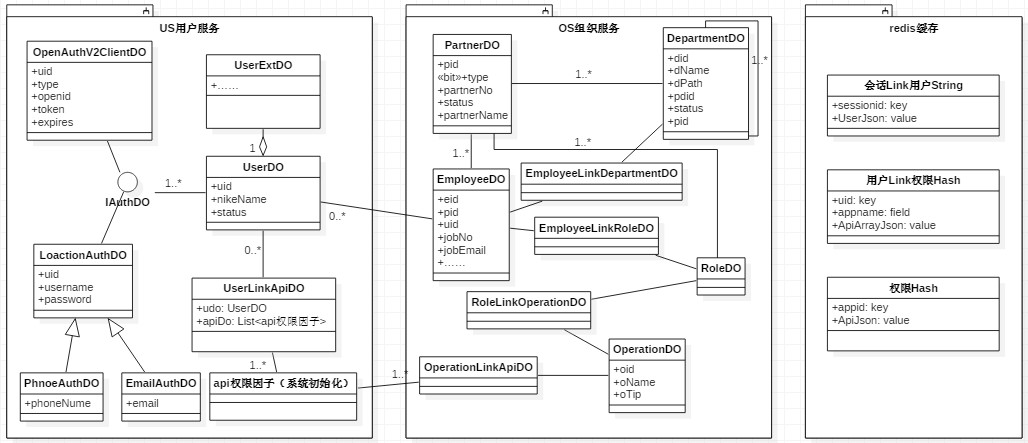 US用户服务
OpenAuthV2ClientDO
+uid
+type
+openid
+token
+expires
UserExtDO
+……
1
IAuthDO
1..*
UserDO
+uid
+nikeName
+status
0..*
0..*
LoactionAuthDO
+uid
+username
+password
UserLinkApiDO
+udo: UserDO
+apiDo: List<api权限因子>
1..*
PhnoeAuthDO
+phoneNume
EmailAuthDO
+email
api权限因子（系统初始化）
1..*
OS组织服务
PartnerDO
+pid
«bit»+type
+partnerNo
+status
+partnerName
1..*
DepartmentDO
+did
+dName
+dPath
+pdid
+status
+pid
1..*
1..*
1..*
EmployeeDO
+eid
+pid
+uid
+jobNo
+jobEmail
+……
EmployeeLinkDepartmentDO
EmployeeLinkRoleDO
RoleDO
RoleLinkOperationDO
OperationDO
+oid
+oName
+oTip
OperationLinkApiDO
redis缓存
会话Link用户String
+sessionid: key
+UserJson: value
用户Link权限Hash
+uid: key
+appname: field
+ApiArrayJson: value
权限Hash
+appid: key
+ApiJson: value